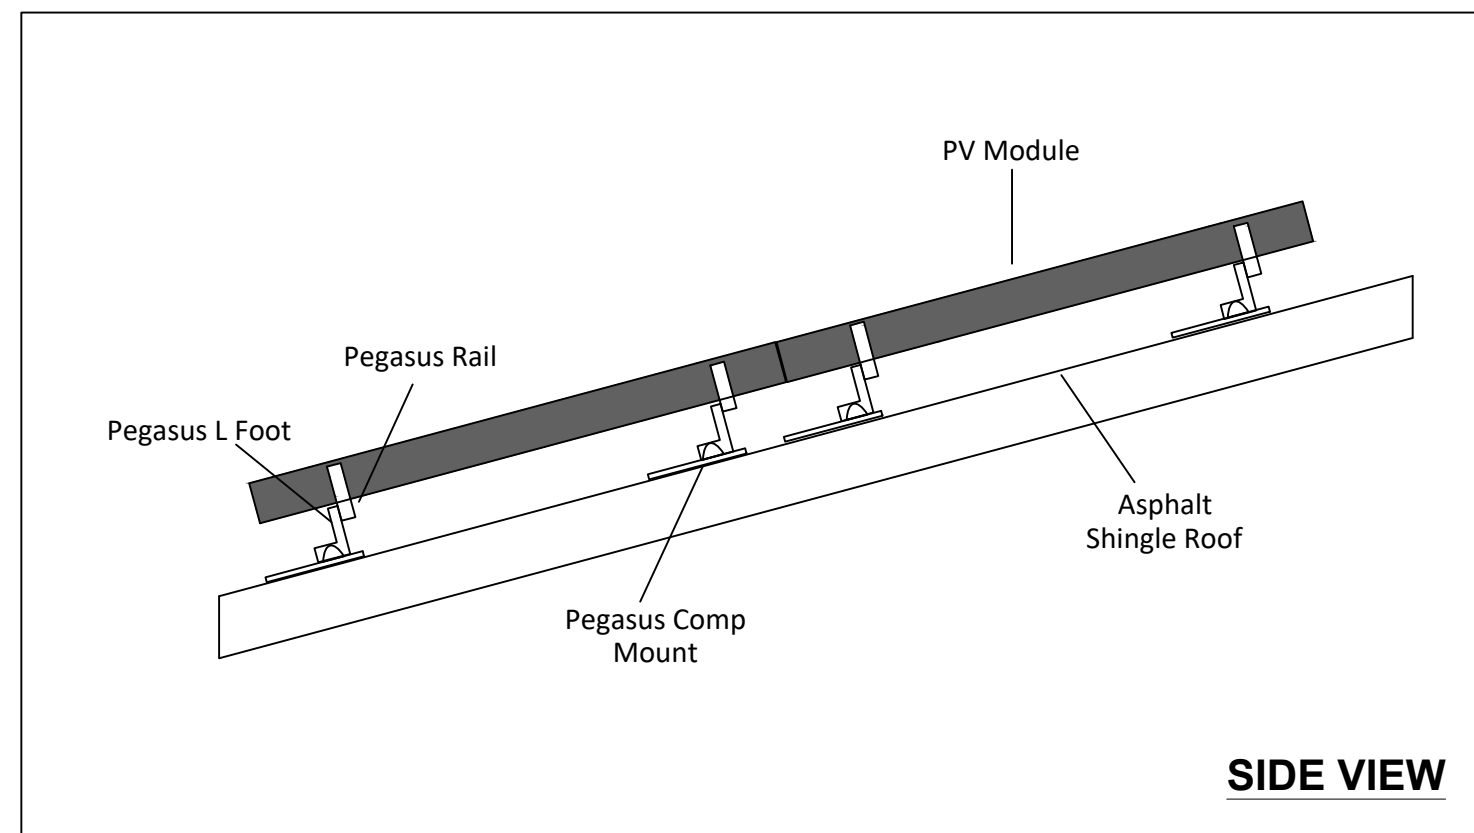 PV Module
Pegasus Rail
Pegasus L Foot
Asphalt
Shingle Roof
Pegasus Comp
Mount
SIDE VIEW